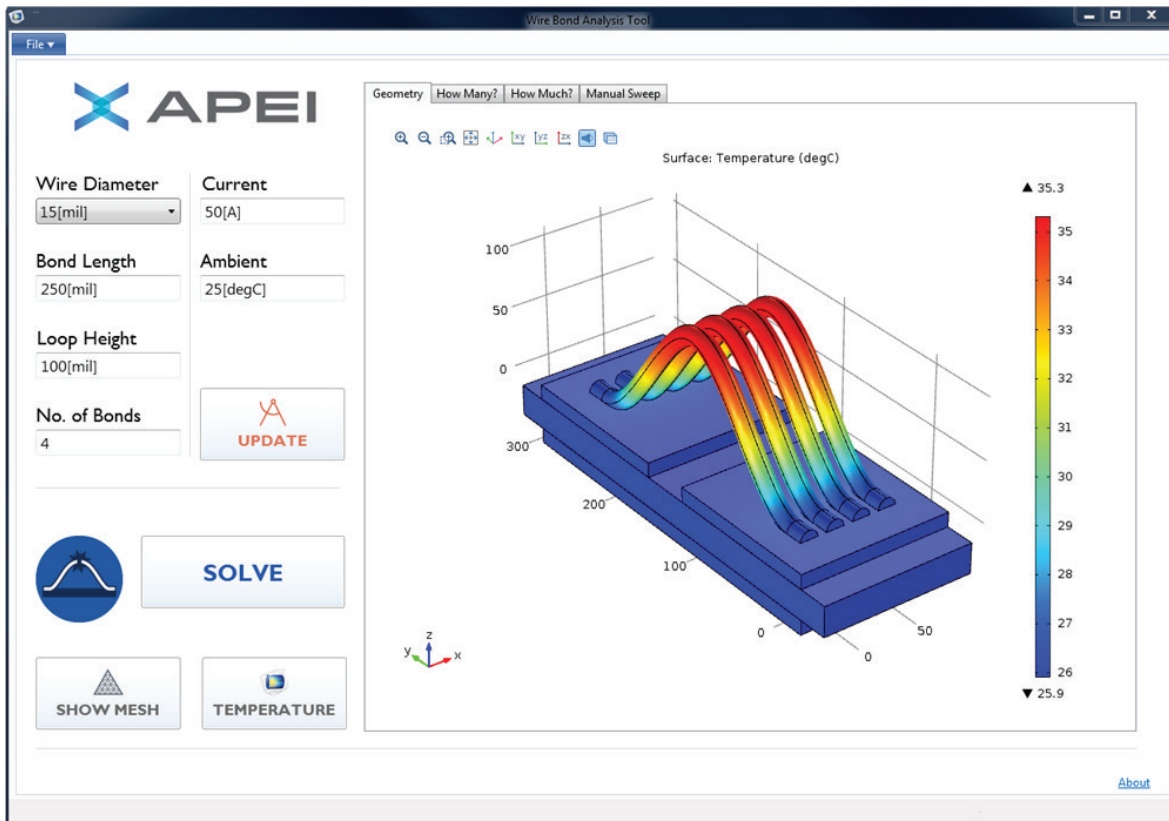 Wire Bond Analysis Tool
File ▾
APEI
Wire Diameter
15[mil]
Current
50[A]
Bond Length
250[mil]
Ambient
25[degC]
Loop Height
100[mil]
No. of Bonds
4
UPDATE
SOLVE
SHOW MESH
TEMPERATURE
Geometry How Many? How Much? Manual Sweep
xy yz zx
Surface: Temperature (degC)
▲ 35.3
35
34
33
32
31
30
29
28
27
26
▼ 25.9
100
50
0
300
200
100
0
50
0
z
y
x
About